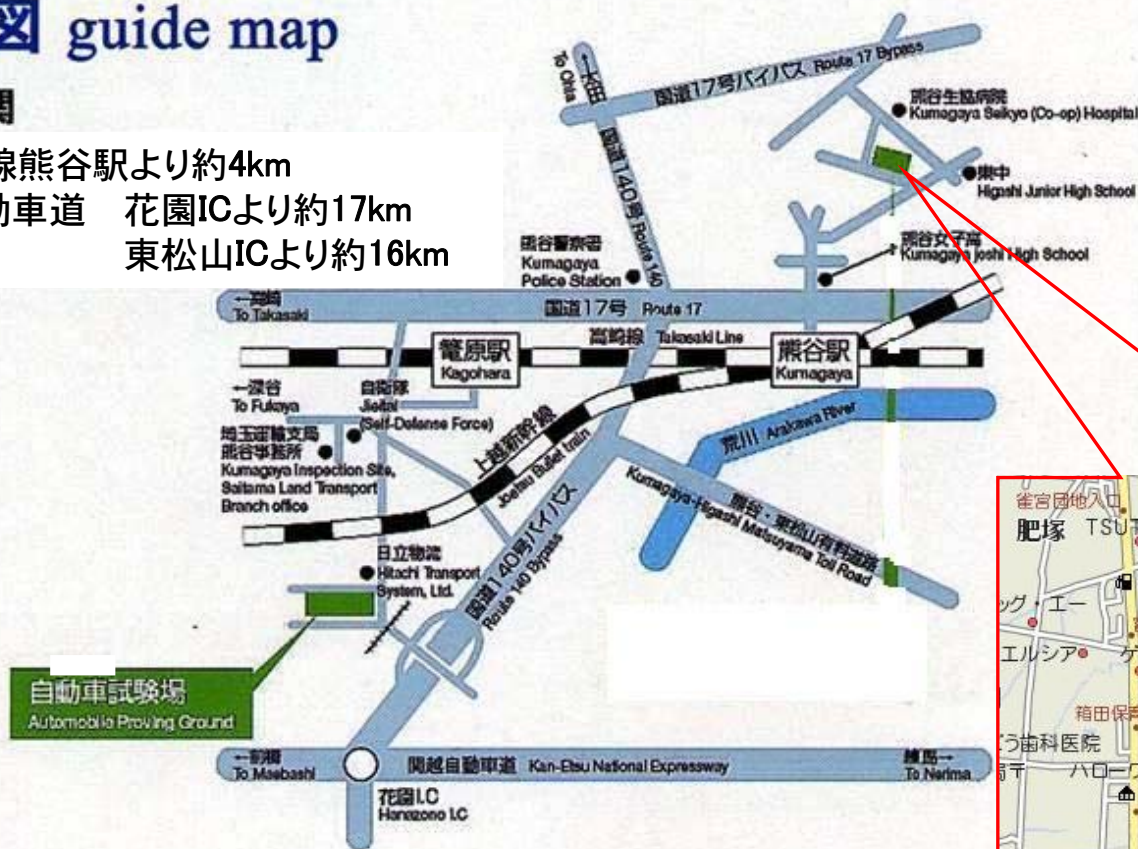 図 guide map
関
線熊谷駅より約4km
動車道 花園ICより約17km
東松山ICより約16km
←太田
To Ohta
国道17号バイパス Route 17 Bypass
国道140号 Route 140
熊谷生協病院
Kumagaya Seikyo (Co-op) Hospital
東中
Higashi Junior High School
熊谷女子高
Kumagaya joshi High School
熊谷警察署
Kumagaya
Police Station
←高崎
To Takasaki
国道17号 Route 17
高崎線 Takasaki Line
籠原駅
Kagohara
熊谷駅
Kumagaya
←深谷
To Fukaya
自衛隊
Jieitai
(Self-Defense Force)
埼玉運輸支局
熊谷事務所
Kumagaya Inspection Site,
Saitama Land Transport
Branch office
上越新幹線
Joetsu Bullet train
荒川 Arakawa River
熊谷・東松山有料道路
Kumagaya-Higashi Matsuyama Toll Road
日立物流
Hitachi Transport
System, Ltd.
国道140号バイパス
Route 140 Bypass
自動車試験場
Automobile Proving Ground
←前橋
To Maebashi
関越自動車道 Kan-Etsu National Expressway
練馬→
To Nerima
花園I.C
Hanazono I.C
雀宮団地入口
肥塚 TSUT
ッグ・エー
エルシア
箱田保育
う歯科医院
ハローワ